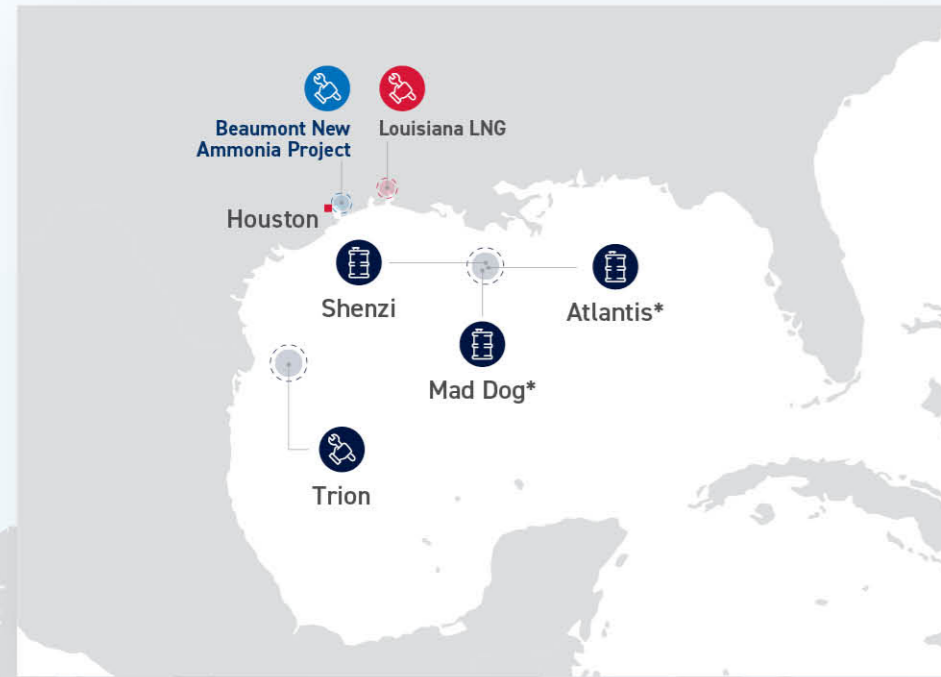 Beaumont New
Ammonia Project
Louisiana LNG
Houston
Shenzi
Atlantis*
Mad Dog*
Trion